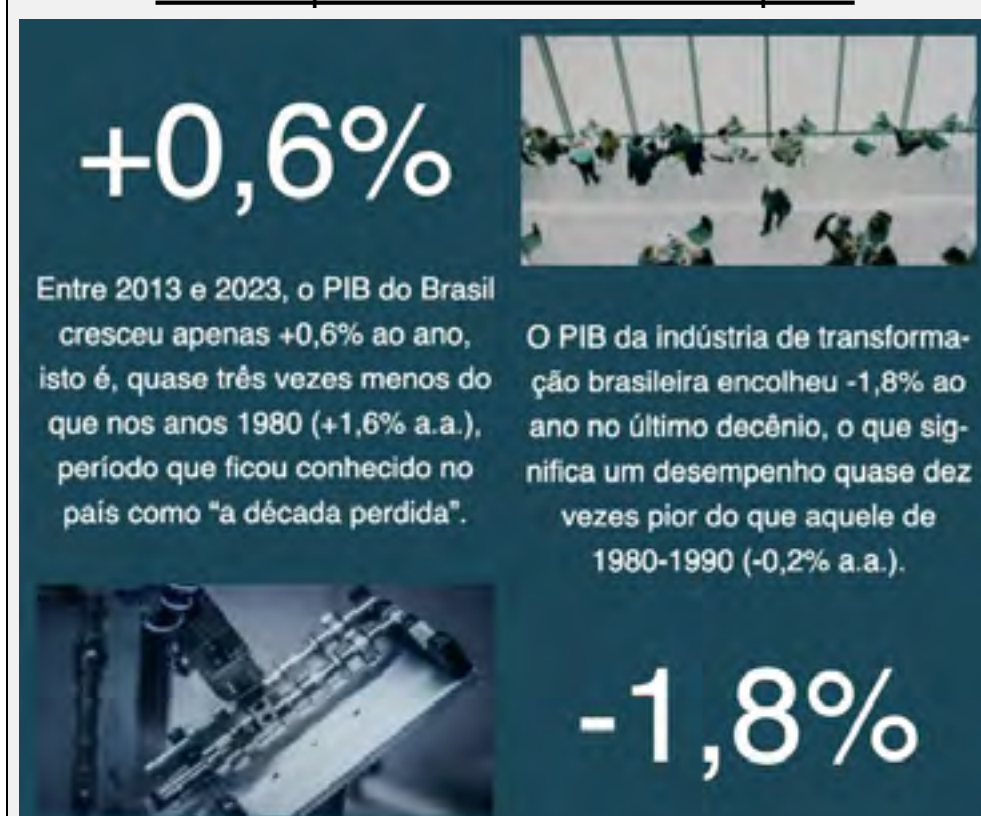 +0,6%
Entre 2013 e 2023, o PIB do Brasil
cresceu apenas +0,6% ao ano,
isto é, quase três vezes menos do
que nos anos 1980 (+1,6% a.a.),
período que ficou conhecido no
país como “a década perdida”.
O PIB da indústria de transforma-
ção brasileira encolheu -1,8% ao
ano no último decênio, o que sig-
nifica um desempenho quase dez
vezes pior do que aquele de
1980-1990 (-0,2% a.a.).
-1,8%